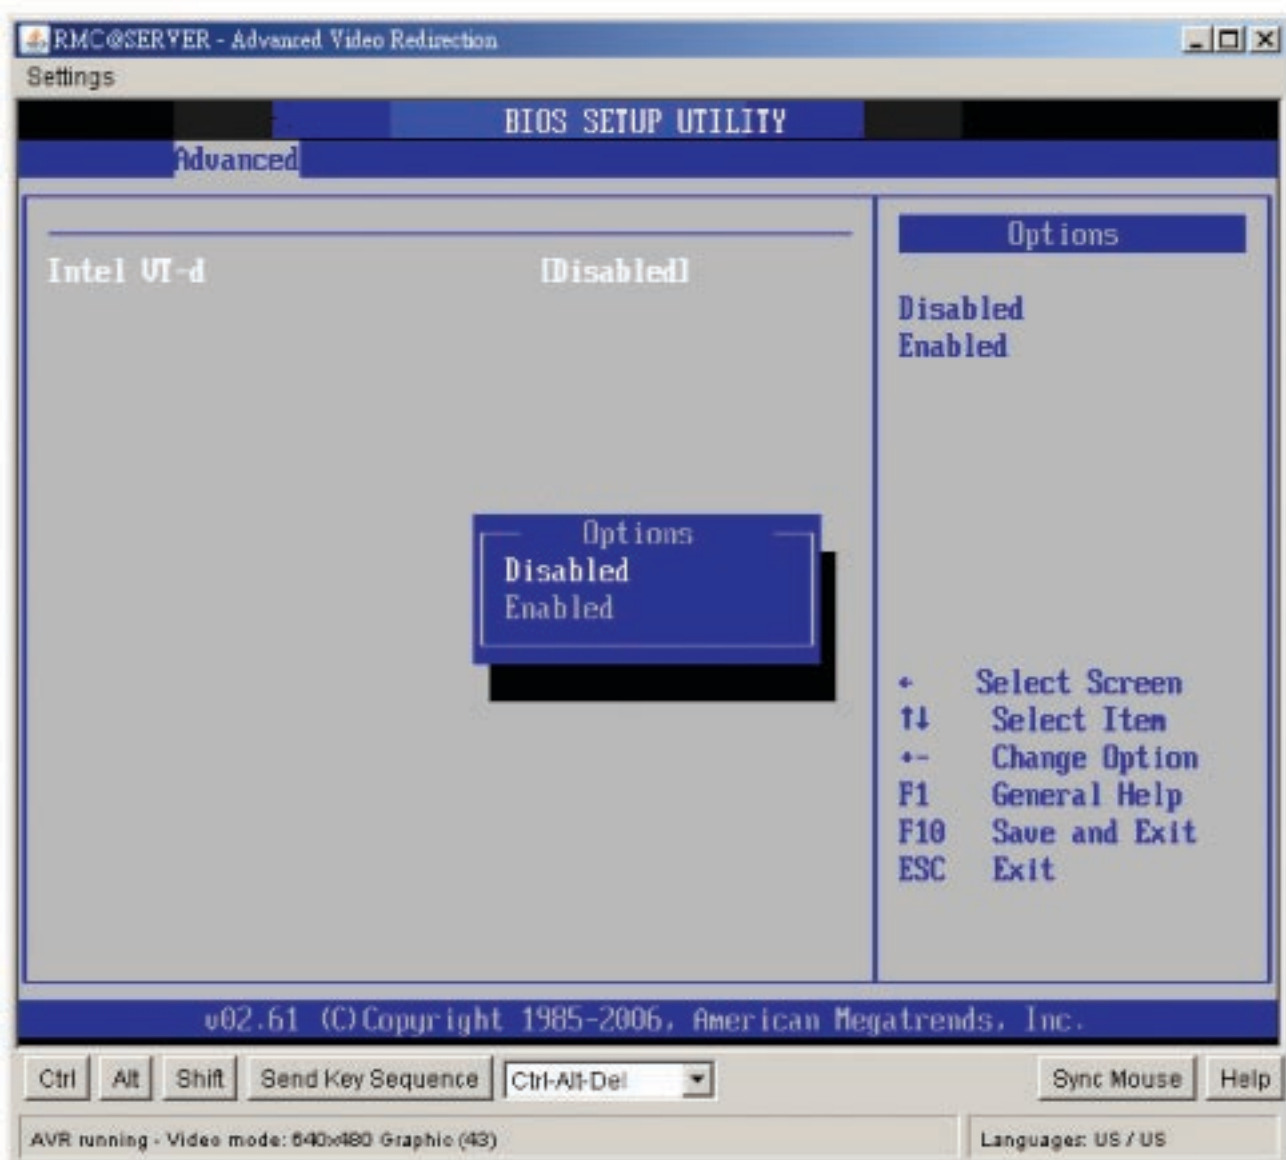 RMC@SERVER - Advanced Video Redirection
Settings
BIOS SETUP UTILITY
Advanced
Intel VT-d [Disabled]
Options
Disabled
Enabled
Options
Disabled
Enabled
← Select Screen
↑↓ Select Item
+- Change Option
F1 General Help
F10 Save and Exit
ESC Exit
v02.61 (C)Copyright 1985-2006, American Megatrends, Inc.
Ctrl Alt Shift Send Key Sequence Ctrl-Alt-Del Sync Mouse Help
AVR running - Video mode: 640x480 Graphic (43) Languages: US / US